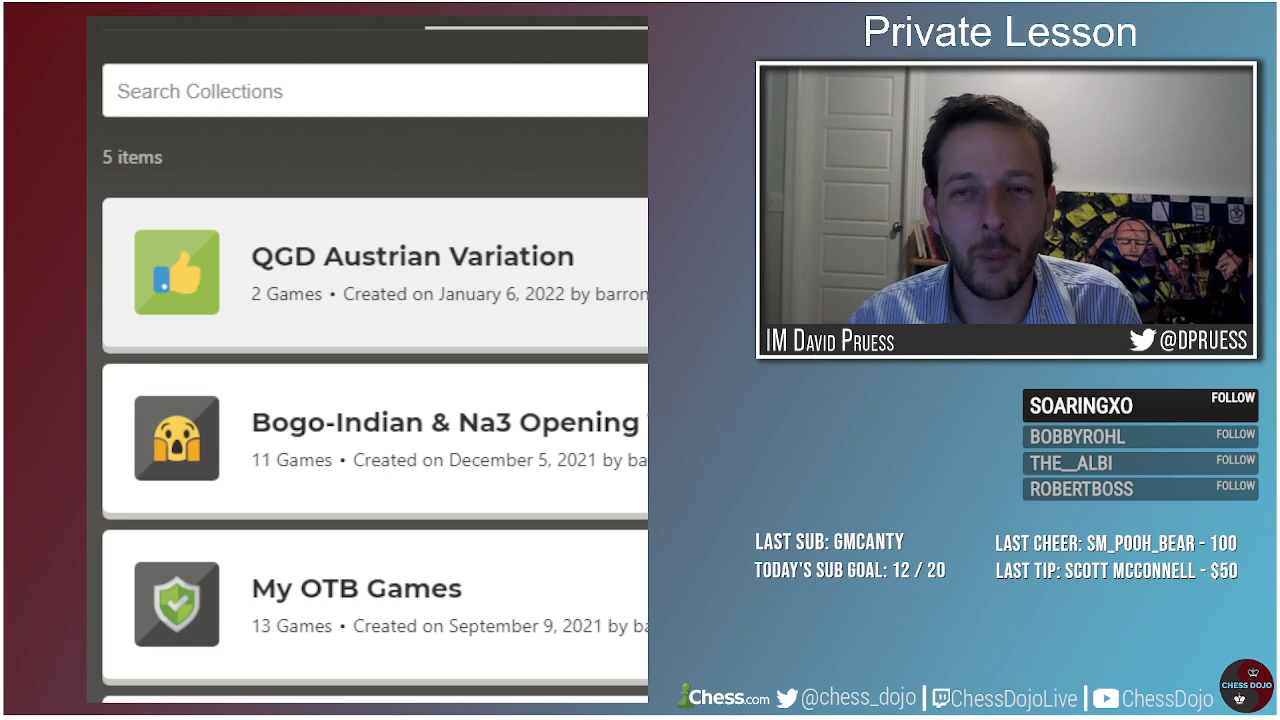 Private Lesson
Search Collections
5 items
QGD Austrian Variation
2 Games • Created on January 6, 2022 by barron
Bogo-Indian & Na3 Opening
11 Games • Created on December 5, 2021 by ba
My OTB Games
13 Games • Created on September 9, 2021 by ba
IM David Pruess
@DPRUESS
SOARINGXO FOLLOW
BOBBYROHL FOLLOW
THE__ALBI FOLLOW
ROBERTBOSS FOLLOW
LAST SUB: GMCANTY
TODAY'S SUB GOAL: 12 / 20
LAST CHEER: SM_POOH_BEAR - 100
LAST TIP: SCOTT MCCONNELL - $50
Chess.com @chess_dojo | ChessDojoLive | ChessDojo
CHESS DOJO